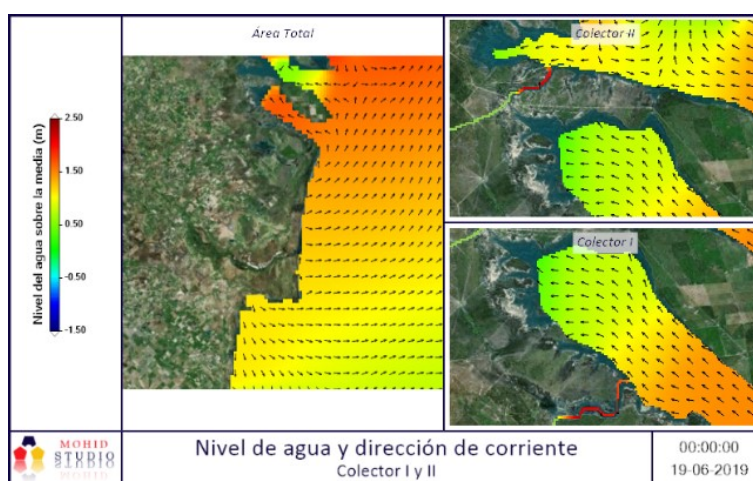 Área Total
Colector II
Nivel del agua sobre la media (m)
2.50
1.50
0.50
-0.50
-1.50
Colector I
MOHID
STUDIO
Nivel de agua y dirección de corriente
Colector I y II
00:00:00
19-06-2019